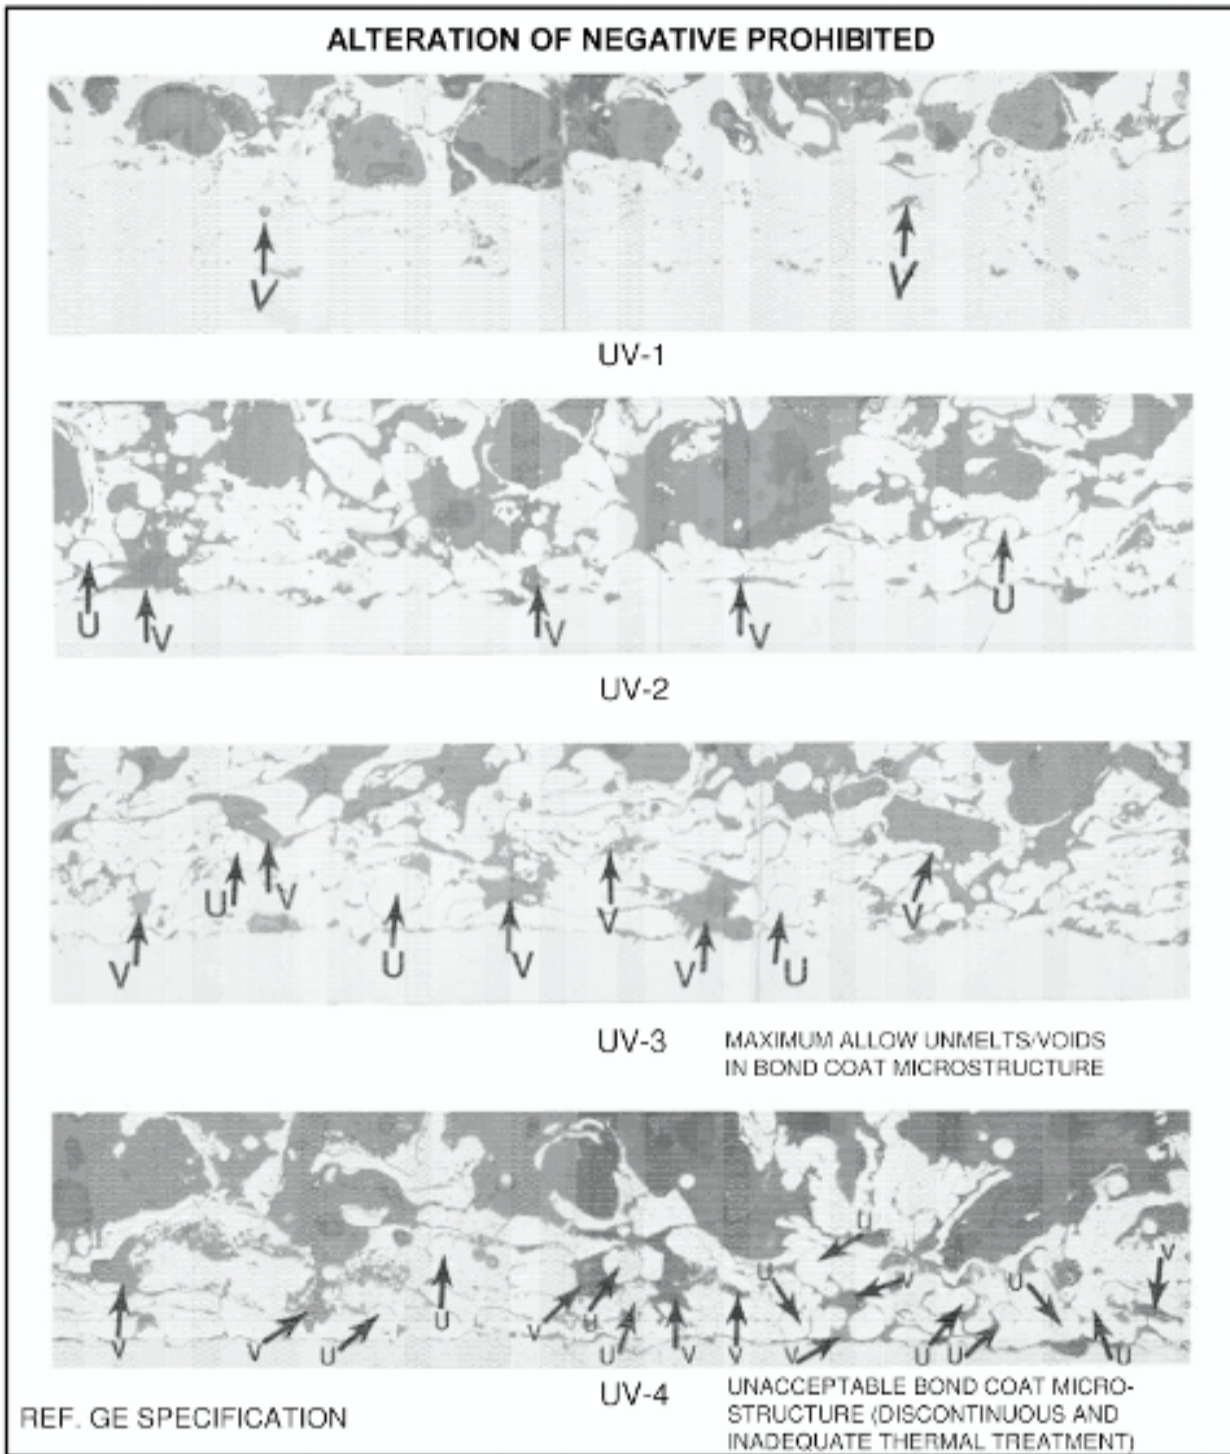 ALTERATION OF NEGATIVE PROHIBITED
V
V
UV-1
U
V
V
V
U
UV-2
V
U
V
U
V
V
V
U
V
UV-3
MAXIMUM ALLOW UNMELTS/VOIDS
IN BOND COAT MICROSTRUCTURE
V
V
U
U
V
U
U
V
V
U
V
U
V
U
U
U
U
V
UV-4
UNACCEPTABLE BOND COAT MICRO-
STRUCTURE (DISCONTINUOUS AND
INADEQUATE THERMAL TREATMENT)
REF. GE SPECIFICATION